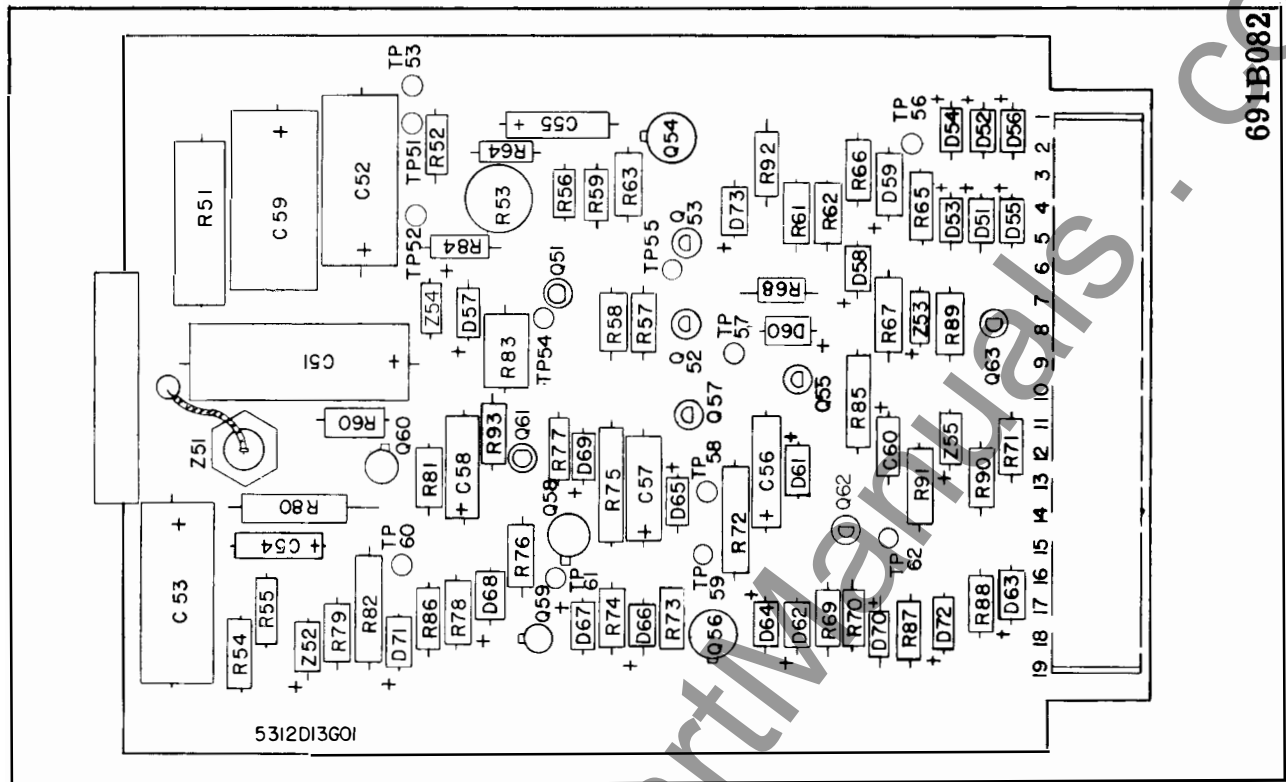 691B082
TP 53
TP51
TP52
R51
C59
+
C52
+
R52
R64
C55
+
Q54
R53
R56
R59
R63
R84
Z54
+
D57
+
Q51
TP54
R83
R58
R57
TP55
Q 53
Q 52
TP 57
D73
+
R92
R61
R62
R66
D59
+
R65
TP 56
D54
+
D52
+
D56
+
D53
+
D51
+
D55
+
D58
+
R68
D60
+
R67
Z53
+
R89
Q63
Q55
R85
C51
+
Z51
R60
Q60
R81
C58
+
R93
Q61
R77
D69
+
Q58
R75
C57
+
D65
+
Q57
TP 58
R72
C56
+
D61
+
C60
+
R91
Z55
+
R90
R71
Q62
TP 62
C53
+
R80
C54
+
TP 60
R76
TP 61
Q59
R54
R55
Z52
+
R79
R82
D71
+
R86
R78
D68
+
D67
+
R74
D66
+
R73
TP 59
Q56
D64
+
D62
+
R69
R70
D70
+
R87
D72
+
R88
D63
+
1
2
3
4
5
6
7
8
9
10
11
12
13
14
15
16
17
18
19
5312D13G01
rtManuals . co